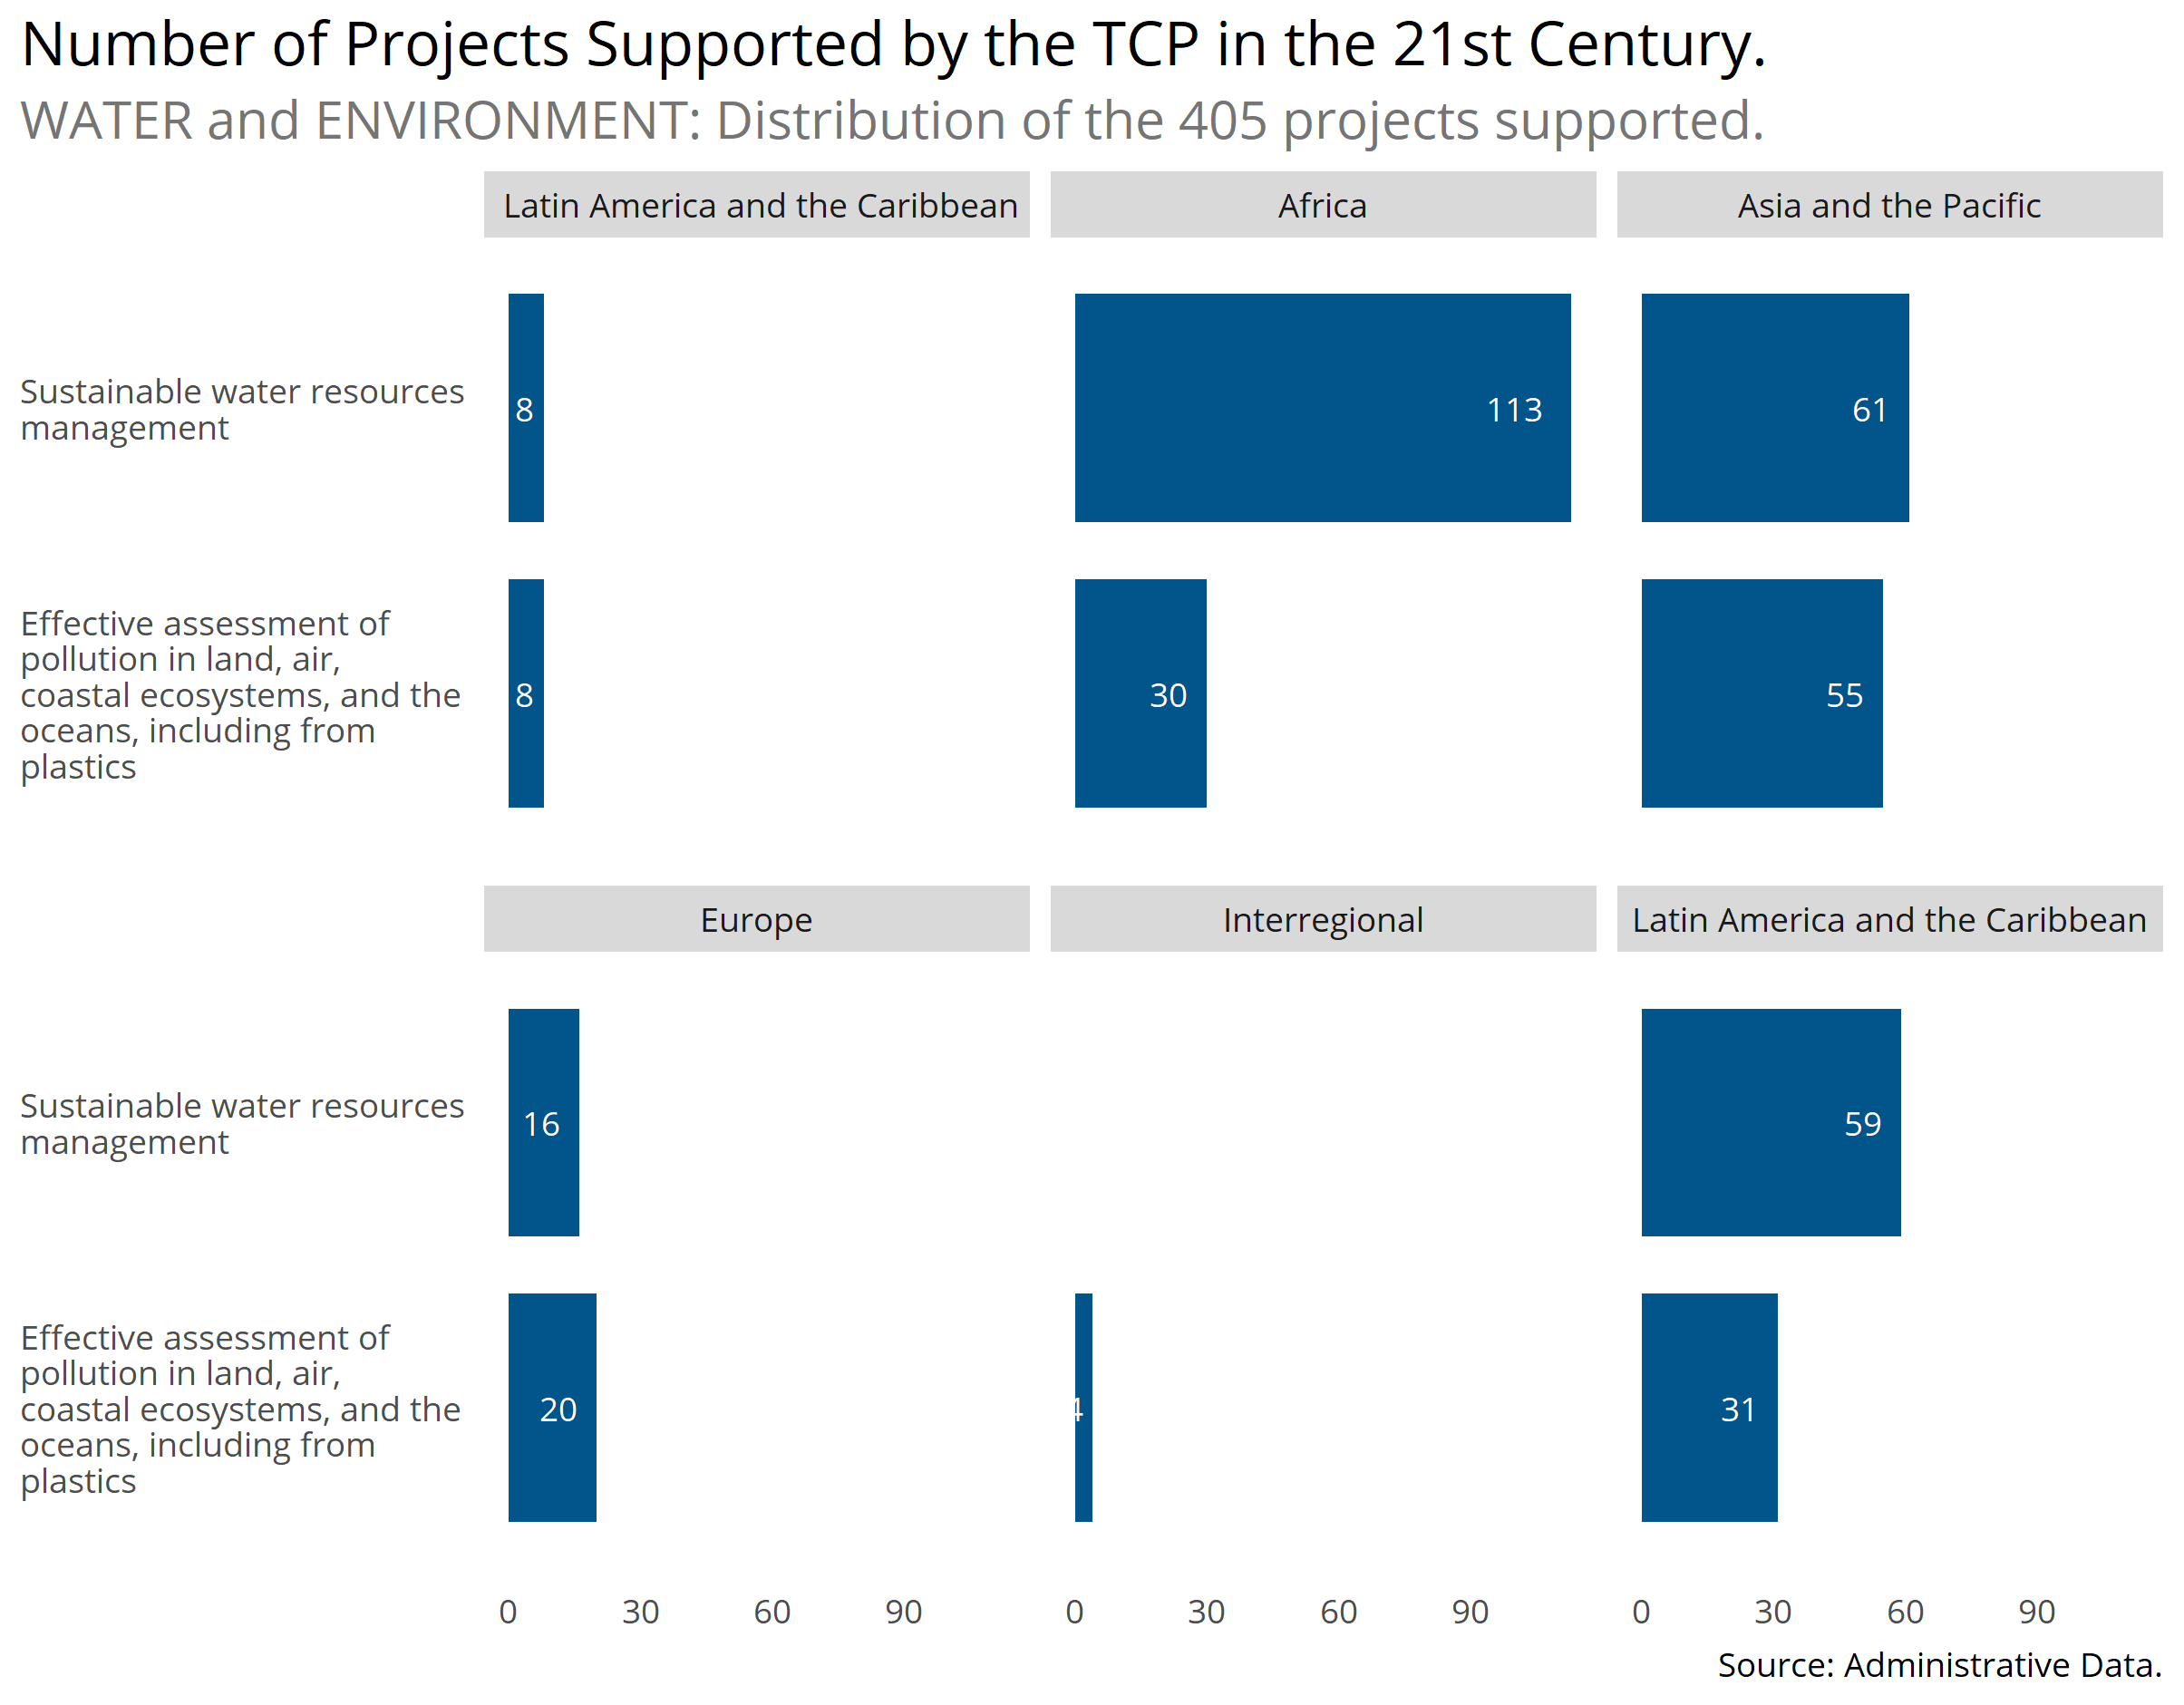 Number of Projects Supported by the TCP in the 21st Century.
WATER and ENVIRONMENT: Distribution of the 405 projects supported.
Latin America and the Caribbean
Africa
Asia and the Pacific
Sustainable water resources
management
8
113
61
Effective assessment of
pollution in land, air,
coastal ecosystems, and the
oceans, including from
plastics
8
30
55
Europe
Interregional
Latin America and the Caribbean
Sustainable water resources
management
16
59
Effective assessment of
pollution in land, air,
coastal ecosystems, and the
oceans, including from
plastics
20
4
31
0 30 60 90
0 30 60 90
0 30 60 90
Source: Administrative Data.